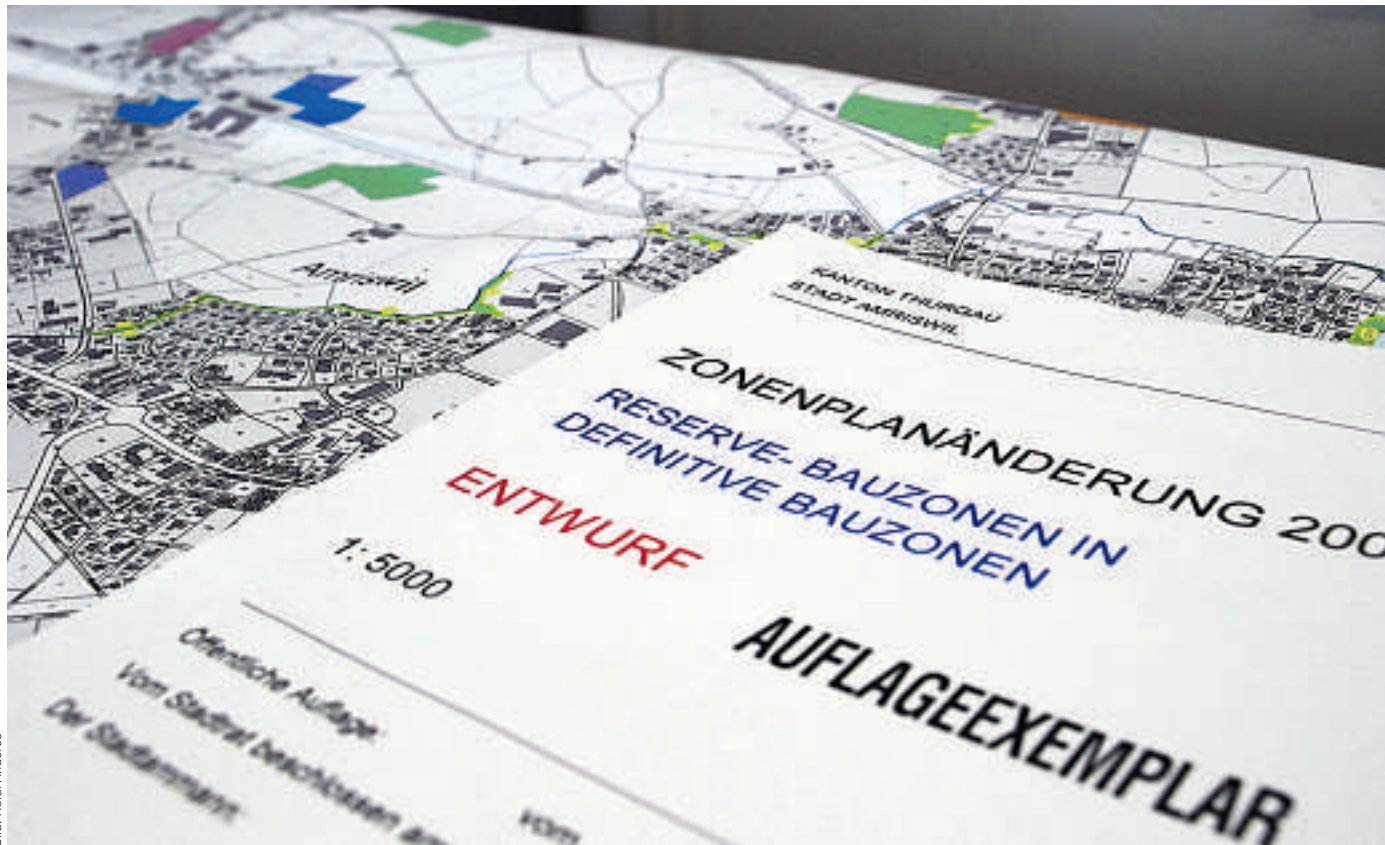 Amriswil
KANTON THURGAU
STADT AMRISWIL
ZONENPLANÄNDERUNG 200
RESERVE- BAUZONEN IN
DEFINITIVE BAUZONEN
ENTWURF
1: 5000
AUFLAGEEXEMPLAR
Öffentliche Auflage:
vom
Vom Stadtrat beschlossen am
Der Stadtammann: